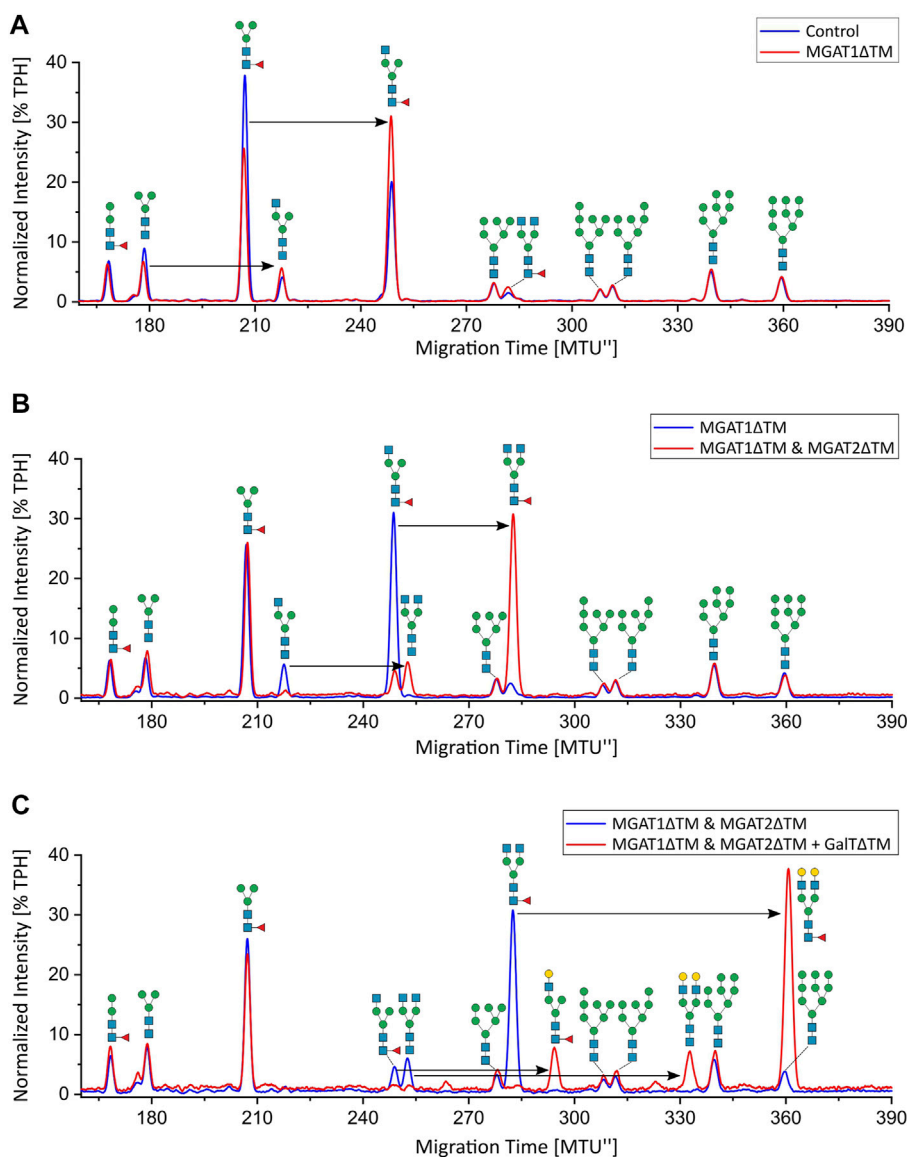 A
Control
MGAT1ΔTM
Normalized Intensity [% TPH]
40
30
20
10
0
180
210
240
270
300
330
360
390
Migration Time [MTU'']
B
MGAT1ΔTM
MGAT1ΔTM & MGAT2ΔTM
Normalized Intensity [% TPH]
40
30
20
10
0
180
210
240
270
300
330
360
390
Migration Time [MTU'']
C
MGAT1ΔTM & MGAT2ΔTM
MGAT1ΔTM & MGAT2ΔTM + GalTΔTM
Normalized Intensity [% TPH]
40
30
20
10
0
180
210
240
270
300
330
360
390
Migration Time [MTU'']